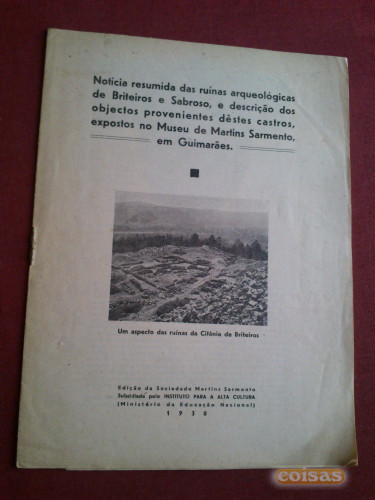 Notícia resumida das ruínas arqueológicas
de Briteiros e Sabroso, e descrição dos
objectos provenientes dêstes castros,
expostos no Museu de Martins Sarmento,
em Guimarães.
Um aspecto das ruínas da Citânia de Briteiros
Edição da Sociedade Martins Sarmento
Subsidiada pelo INSTITUTO PARA A ALTA CULTURA
(Ministério da Educação Nacional)
1938
coisas